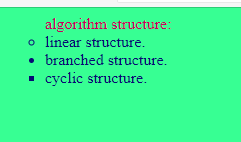 algorithm structure:
linear structure.
branched structure.
cyclic structure.